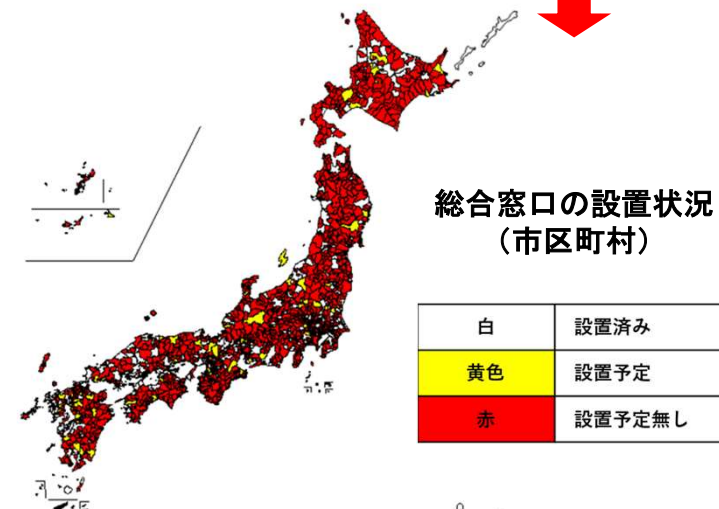 総合窓口の設置状況
（市区町村）
白 設置済み
黄色 設置予定
赤 設置予定無し